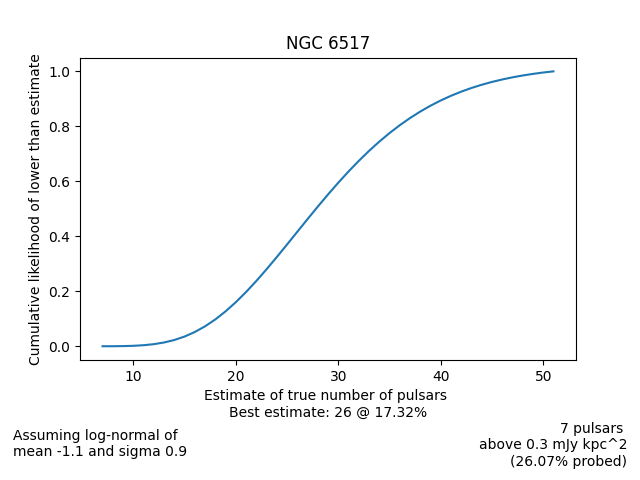 NGC 6517
Cumulative likelihood of lower than estimate
1.0
0.8
0.6
0.4
0.2
0.0
10 20 30 40 50
Estimate of true number of pulsars
Best estimate: 26 @ 17.32%
Assuming log-normal of
mean -1.1 and sigma 0.9
7 pulsars
above 0.3 mJy kpc^2
(26.07% probed)